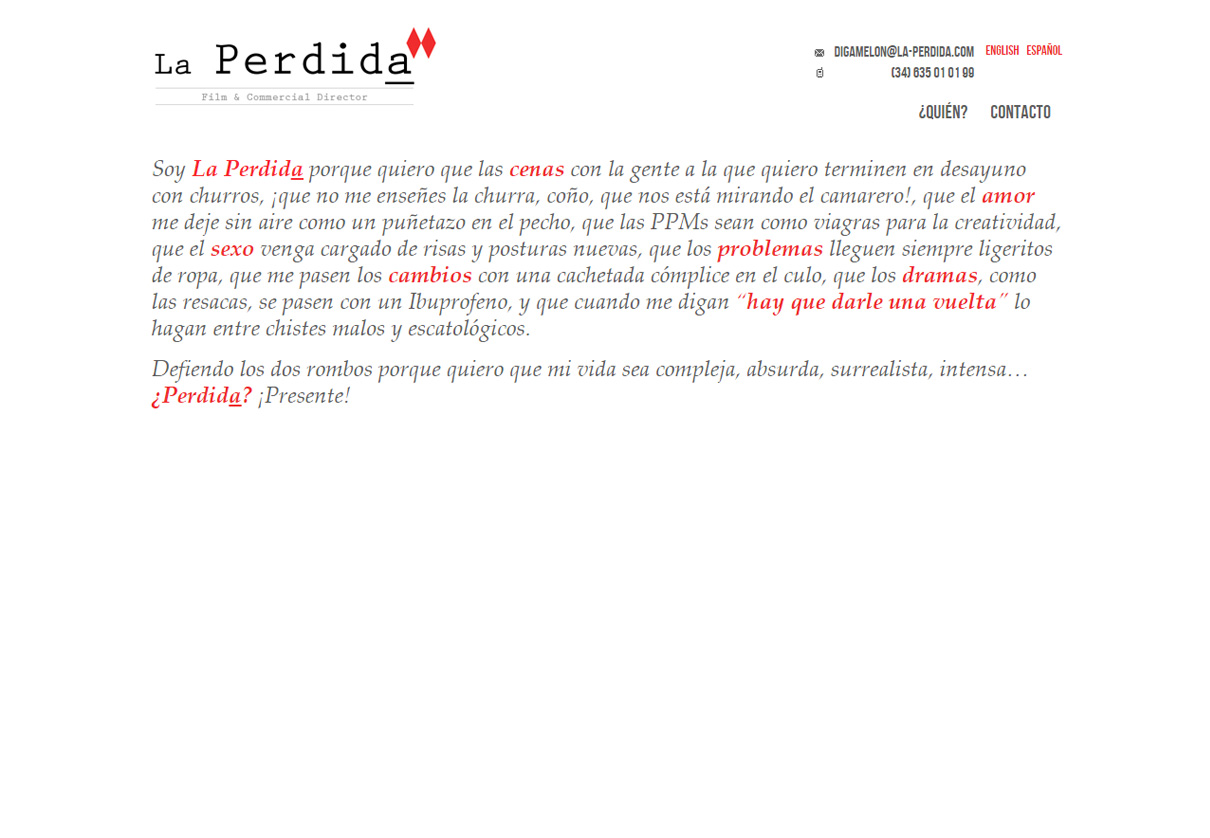 La Perdida
Film & Commercial Director
DIGAMELON@LA-PERDIDA.COM
ENGLISH ESPAÑOL
(34) 635 01 01 99
¿QUIÉN? CONTACTO
Soy La Perdida porque quiero que las cenas con la gente a la que quiero terminen en desayuno
con churros, ¡que no me enseñes la churra, coño, que nos está mirando el camarero!, que el amor
me deje sin aire como un puñetazo en el pecho, que las PPMs sean como viagras para la creatividad,
que el sexo venga cargado de risas y posturas nuevas, que los problemas lleguen siempre ligeritos
de ropa, que me pasen los cambios con una cachetada cómplice en el culo, que los dramas, como
las resacas, se pasen con un Ibuprofeno, y que cuando me digan “hay que darle una vuelta” lo
hagan entre chistes malos y escatológicos.
Defiendo los dos rombos porque quiero que mi vida sea compleja, absurda, surrealista, intensa…
¿Perdida? ¡Presente!